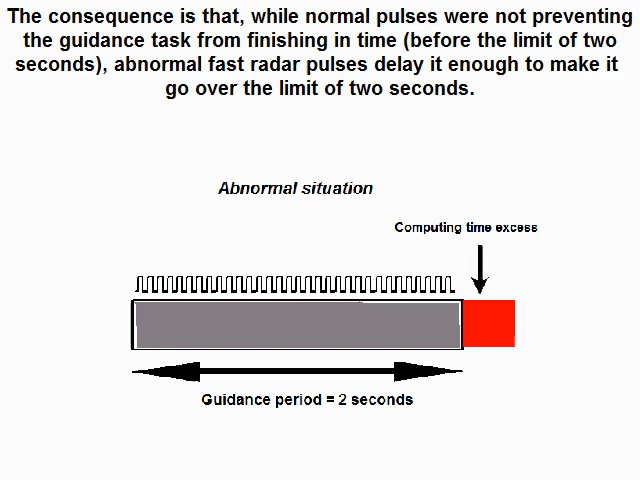 The consequence is that, while normal pulses were not preventing
the guidance task from finishing in time (before the limit of two
seconds), abnormal fast radar pulses delay it enough to make it
go over the limit of two seconds.
Abnormal situation
Computing time excess
Guidance period = 2 seconds